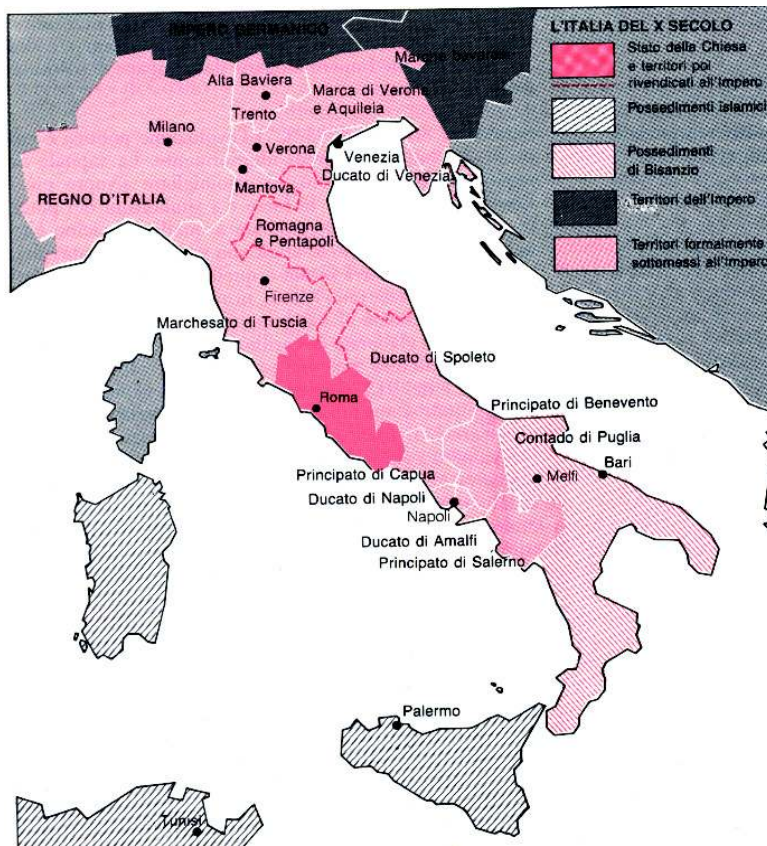 IMPERO GERMANICO
Marche bavaresi
Alta Baviera
Trento
Marca di Verona
e Aquileia
Milano
Verona
Venezia
Ducato di Venezia
Mantova
REGNO D'ITALIA
Romagna
e Pentapoli
Firenze
Marchesato di Tuscia
Ducato di Spoleto
Roma
Principato di Benevento
Contado di Puglia
Bari
Melfi
Principato di Capua
Ducato di Napoli
Napoli
Ducato di Amalfi
Principato di Salerno
Palermo
Tunisi
L'ITALIA DEL X SECOLO
Stato della Chiesa
e territori poi
rivendicati all'Impero
Possedimenti islamici
Possedimenti
di Bisanzio
Territori dell'Impero
Territori formalmente
sottomessi all'Impero